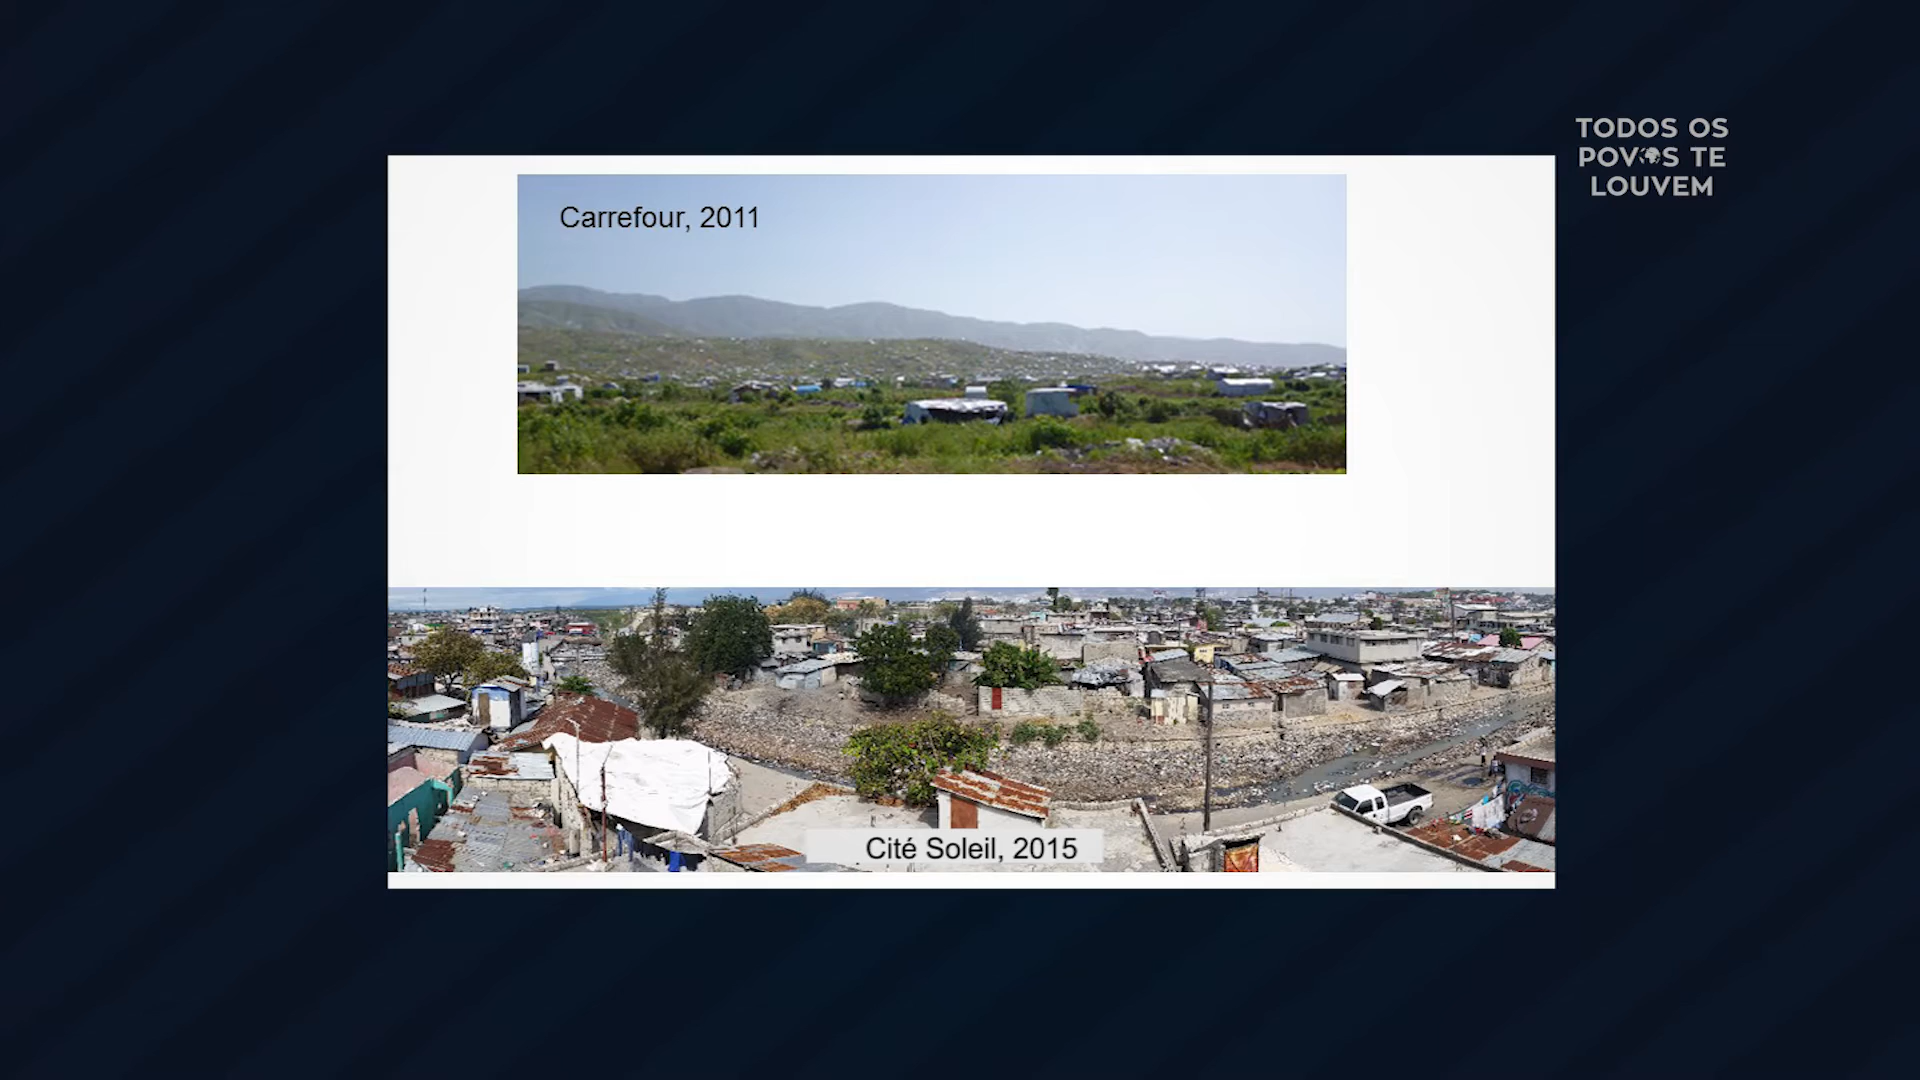 TODOS OS
POVOS TE
LOUVEM
Carrefour, 2011
Cité Soleil, 2015